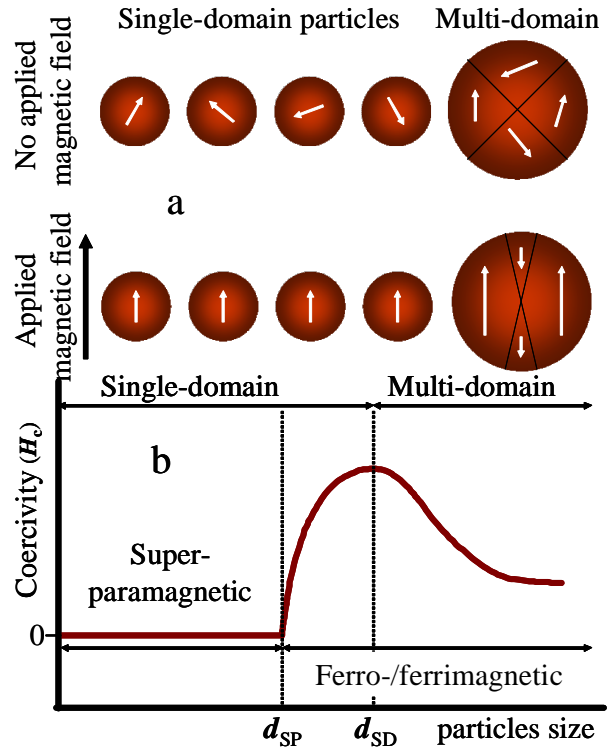 Single-domain particles
Multi-domain
No applied
magnetic field
a
Applied
magnetic field
Single-domain
Multi-domain
b
Coercivity (Hc)
Super-
paramagnetic
0
Ferro-/ferrimagnetic
dSP
dSD
particles size